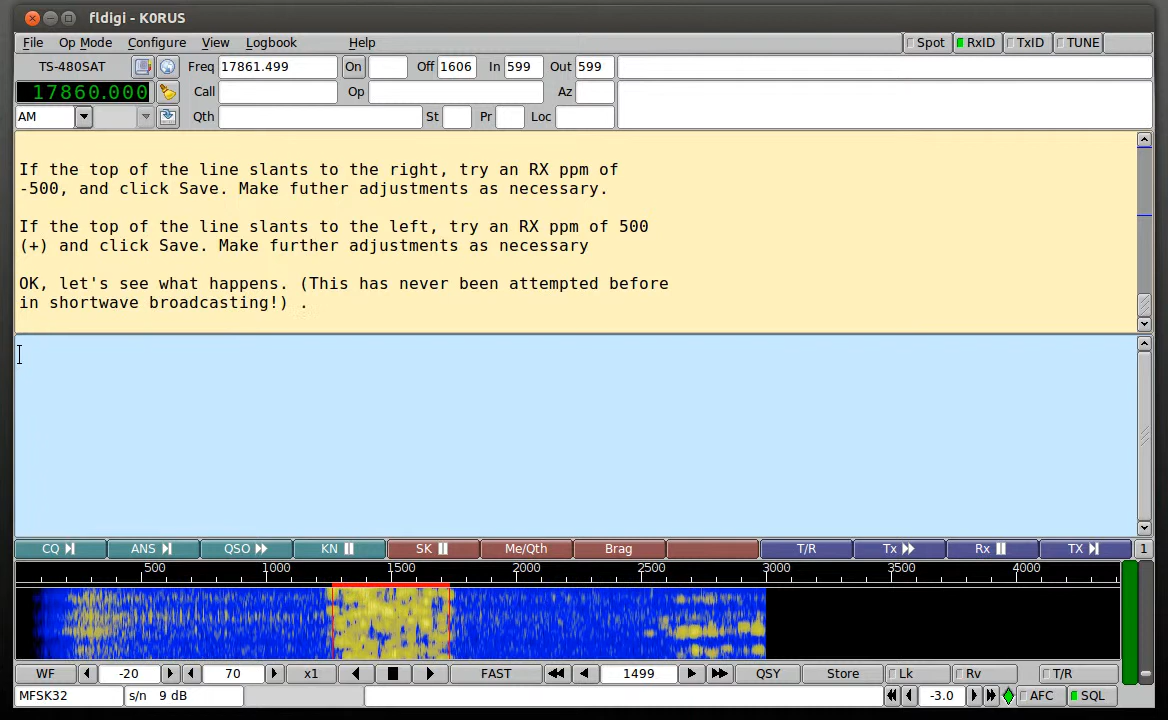 fldigi - K0RUS
File Op Mode Configure View Logbook Help Spot RxID TxID TUNE
TS-480SAT Freq 17861.499 On Off 1606 In 599 Out 599
17860.000 Call Op Az
AM Qth St Pr Loc
If the top of the line slants to the right, try an RX ppm of
-500, and click Save. Make futher adjustments as necessary.
If the top of the line slants to the left, try an RX ppm of 500
(+) and click Save. Make further adjustments as necessary
OK, let's see what happens. (This has never been attempted before
in shortwave broadcasting!) .
CQ ANS QSO KN SK Me/Qth Brag T/R Tx Rx TX 1
500 1000 1500 2000 2500 3000 3500 4000
WF -20 70 x1 FAST 1499 QSY Store Lk Rv T/R
MFSK32 s/n 9 dB -3.0 AFC SQL